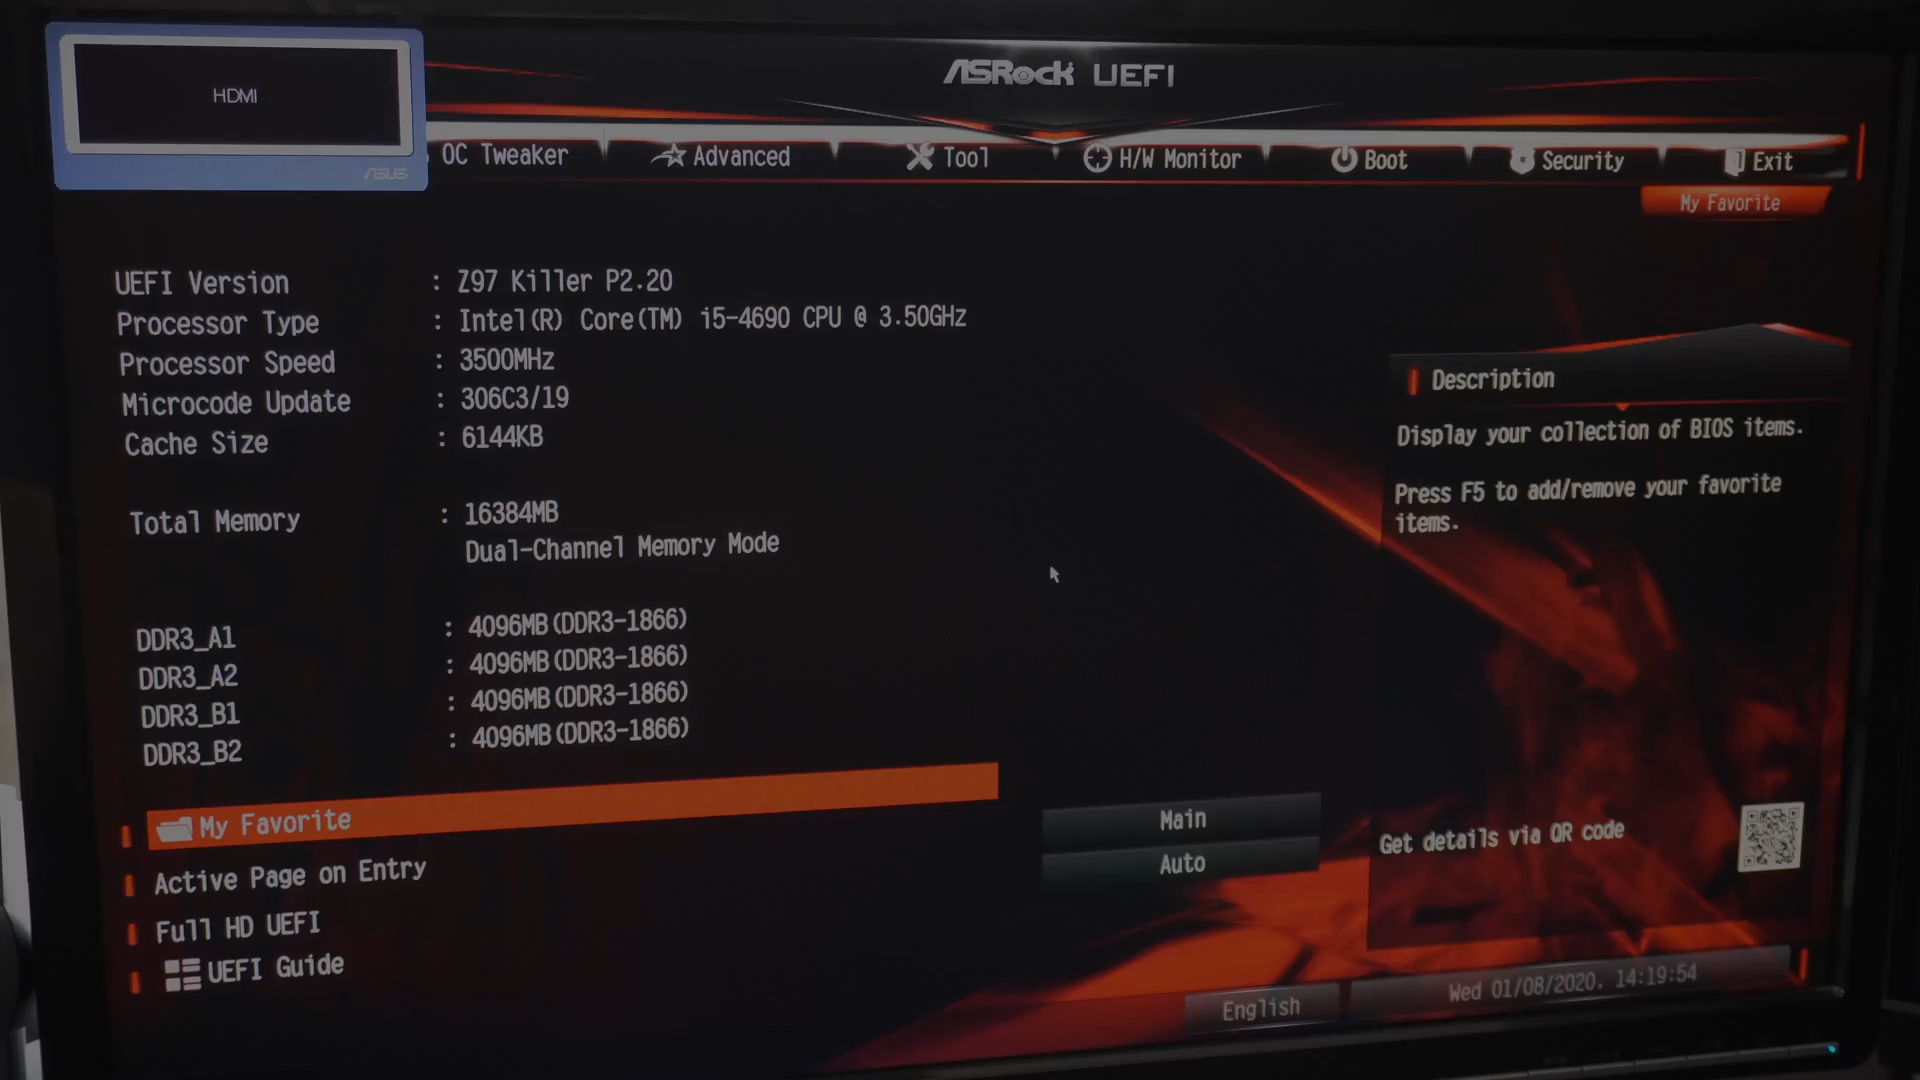 HDMI
ASUS
ASRock UEFI
OC Tweaker Advanced Tool H/W Monitor Boot Security Exit
My Favorite
UEFI Version : Z97 Killer P2.20
Processor Type : Intel(R) Core(TM) i5-4690 CPU @ 3.50GHz
Processor Speed : 3500MHz
Microcode Update : 306C3/19
Cache Size : 6144KB
Total Memory : 16384MB
Dual-Channel Memory Mode
DDR3_A1 : 4096MB(DDR3-1866)
DDR3_A2 : 4096MB(DDR3-1866)
DDR3_B1 : 4096MB(DDR3-1866)
DDR3_B2 : 4096MB(DDR3-1866)
My Favorite
Active Page on Entry Main
Full HD UEFI Auto
UEFI Guide
Description
Display your collection of BIOS items.
Press F5 to add/remove your favorite
items.
Get details via QR code
English
Wed 01/08/2020, 14:19:54